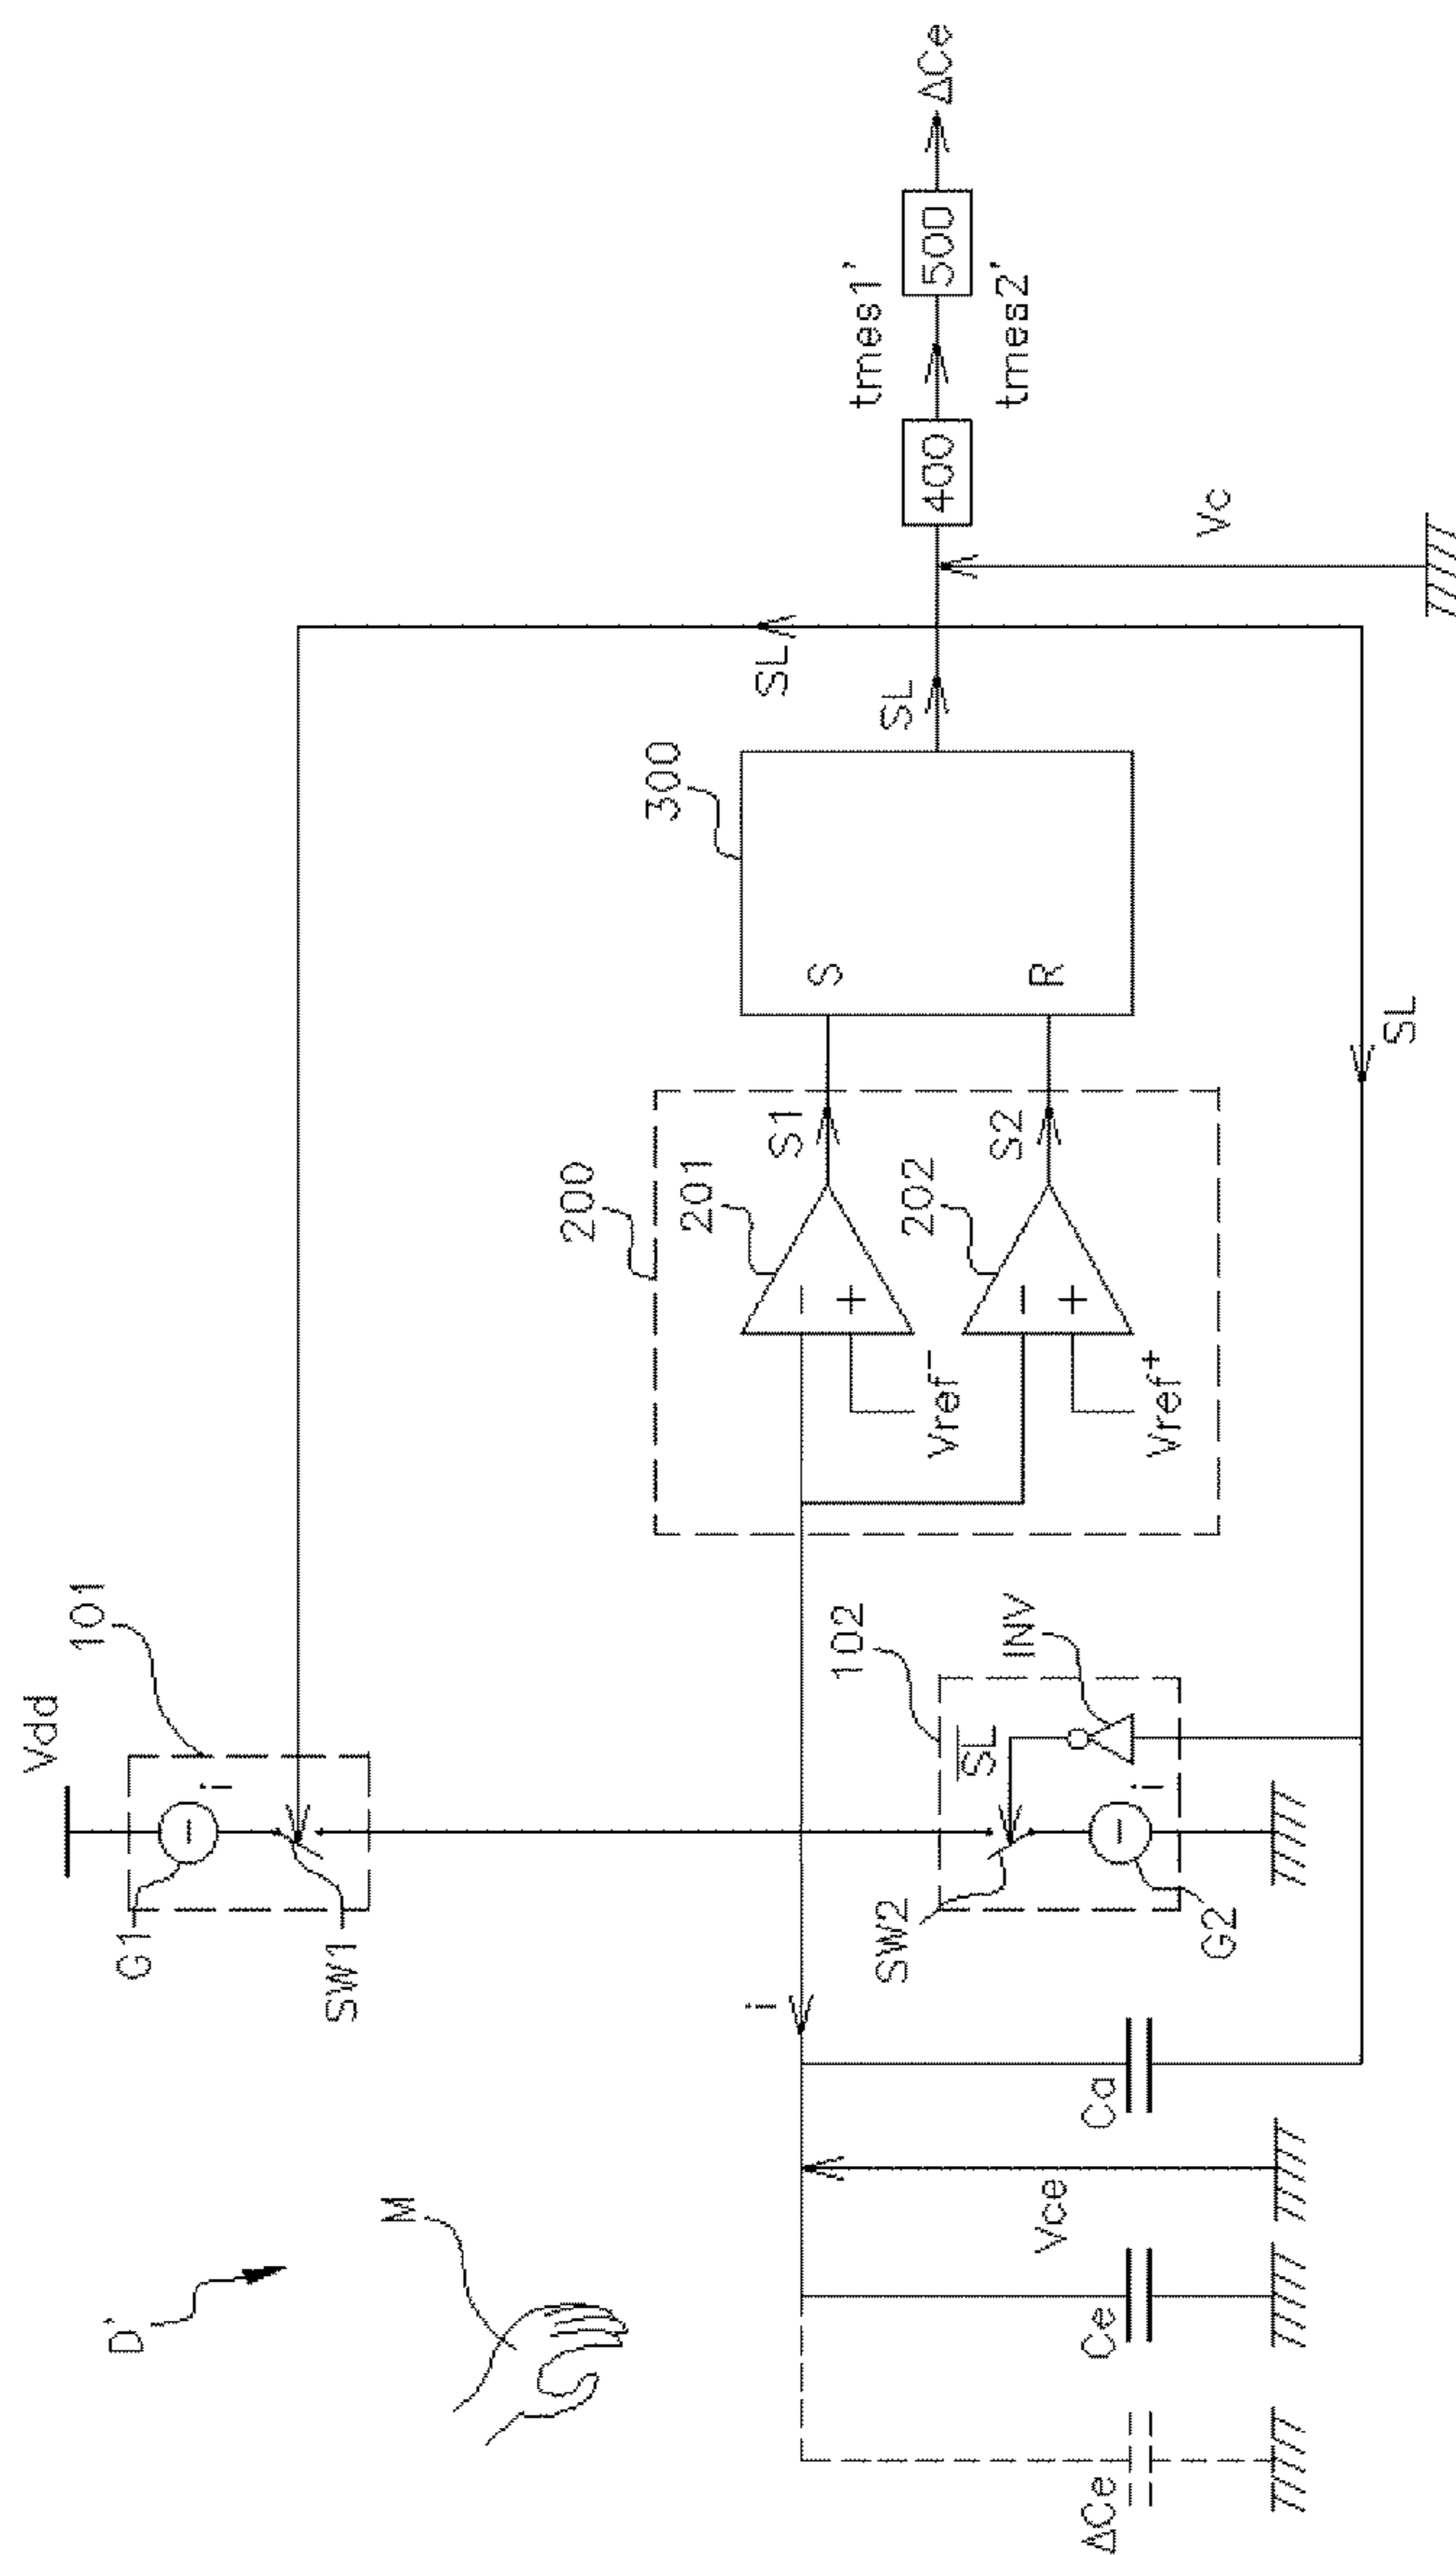 D'
M
Vdd
101
G1
i
SW1
SL
300
200
201
S1
S
Vref-
202
S2
R
Vref+
SL
tmes1'
400
500
ΔCe
tmes2'
Vc
i
102
SL
INV
SW2
i
G2
SL
ΔCe
Ce
Vce
Ca
-
+
-
+